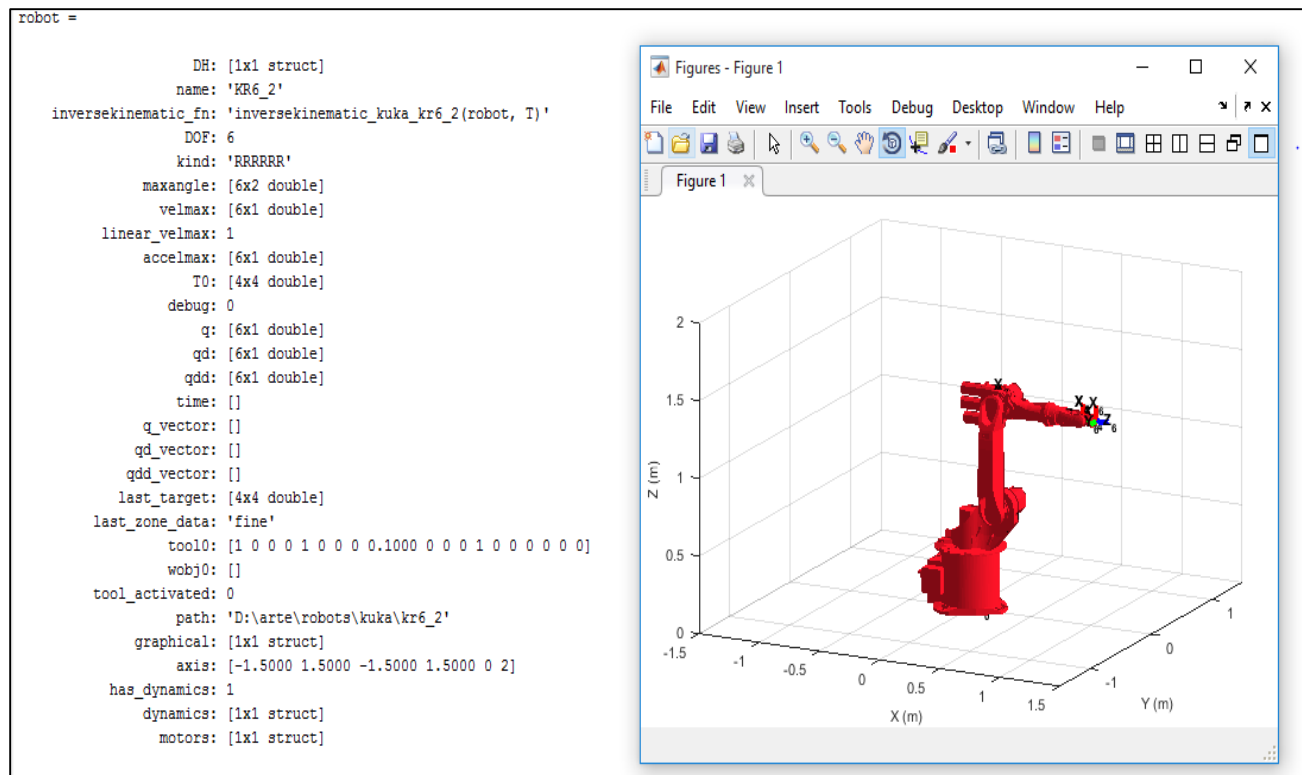 robot =
DH: [1x1 struct]
name: 'KR6_2'
inversekinematic_fn: 'inversekinematic_kuka_kr6_2(robot, T)'
DOF: 6
kind: 'RRRRRR'
maxangle: [6x2 double]
velmax: [6x1 double]
linear_velmax: 1
accelmax: [6x1 double]
T0: [4x4 double]
debug: 0
q: [6x1 double]
qd: [6x1 double]
qdd: [6x1 double]
time: []
q_vector: []
qd_vector: []
qdd_vector: []
last_target: [4x4 double]
last_zone_data: 'fine'
tool0: [1 0 0 0 1 0 0 0 0.1000 0 0 0 1 0 0 0 0 0 0]
wobj0: []
tool_activated: 0
path: 'D:\arte\robots\kuka\kr6_2'
graphical: [1x1 struct]
axis: [-1.5000 1.5000 -1.5000 1.5000 0 2]
has_dynamics: 1
dynamics: [1x1 struct]
motors: [1x1 struct]
Figures - Figure 1
File Edit View Insert Tools Debug Desktop Window Help
Figure 1
2
1.5
1
0.5
0
Z (m)
-1.5
-1
-0.5
0
0.5
1
1.5
X (m)
-1
0
1
Y (m)
X
X X
Z
6